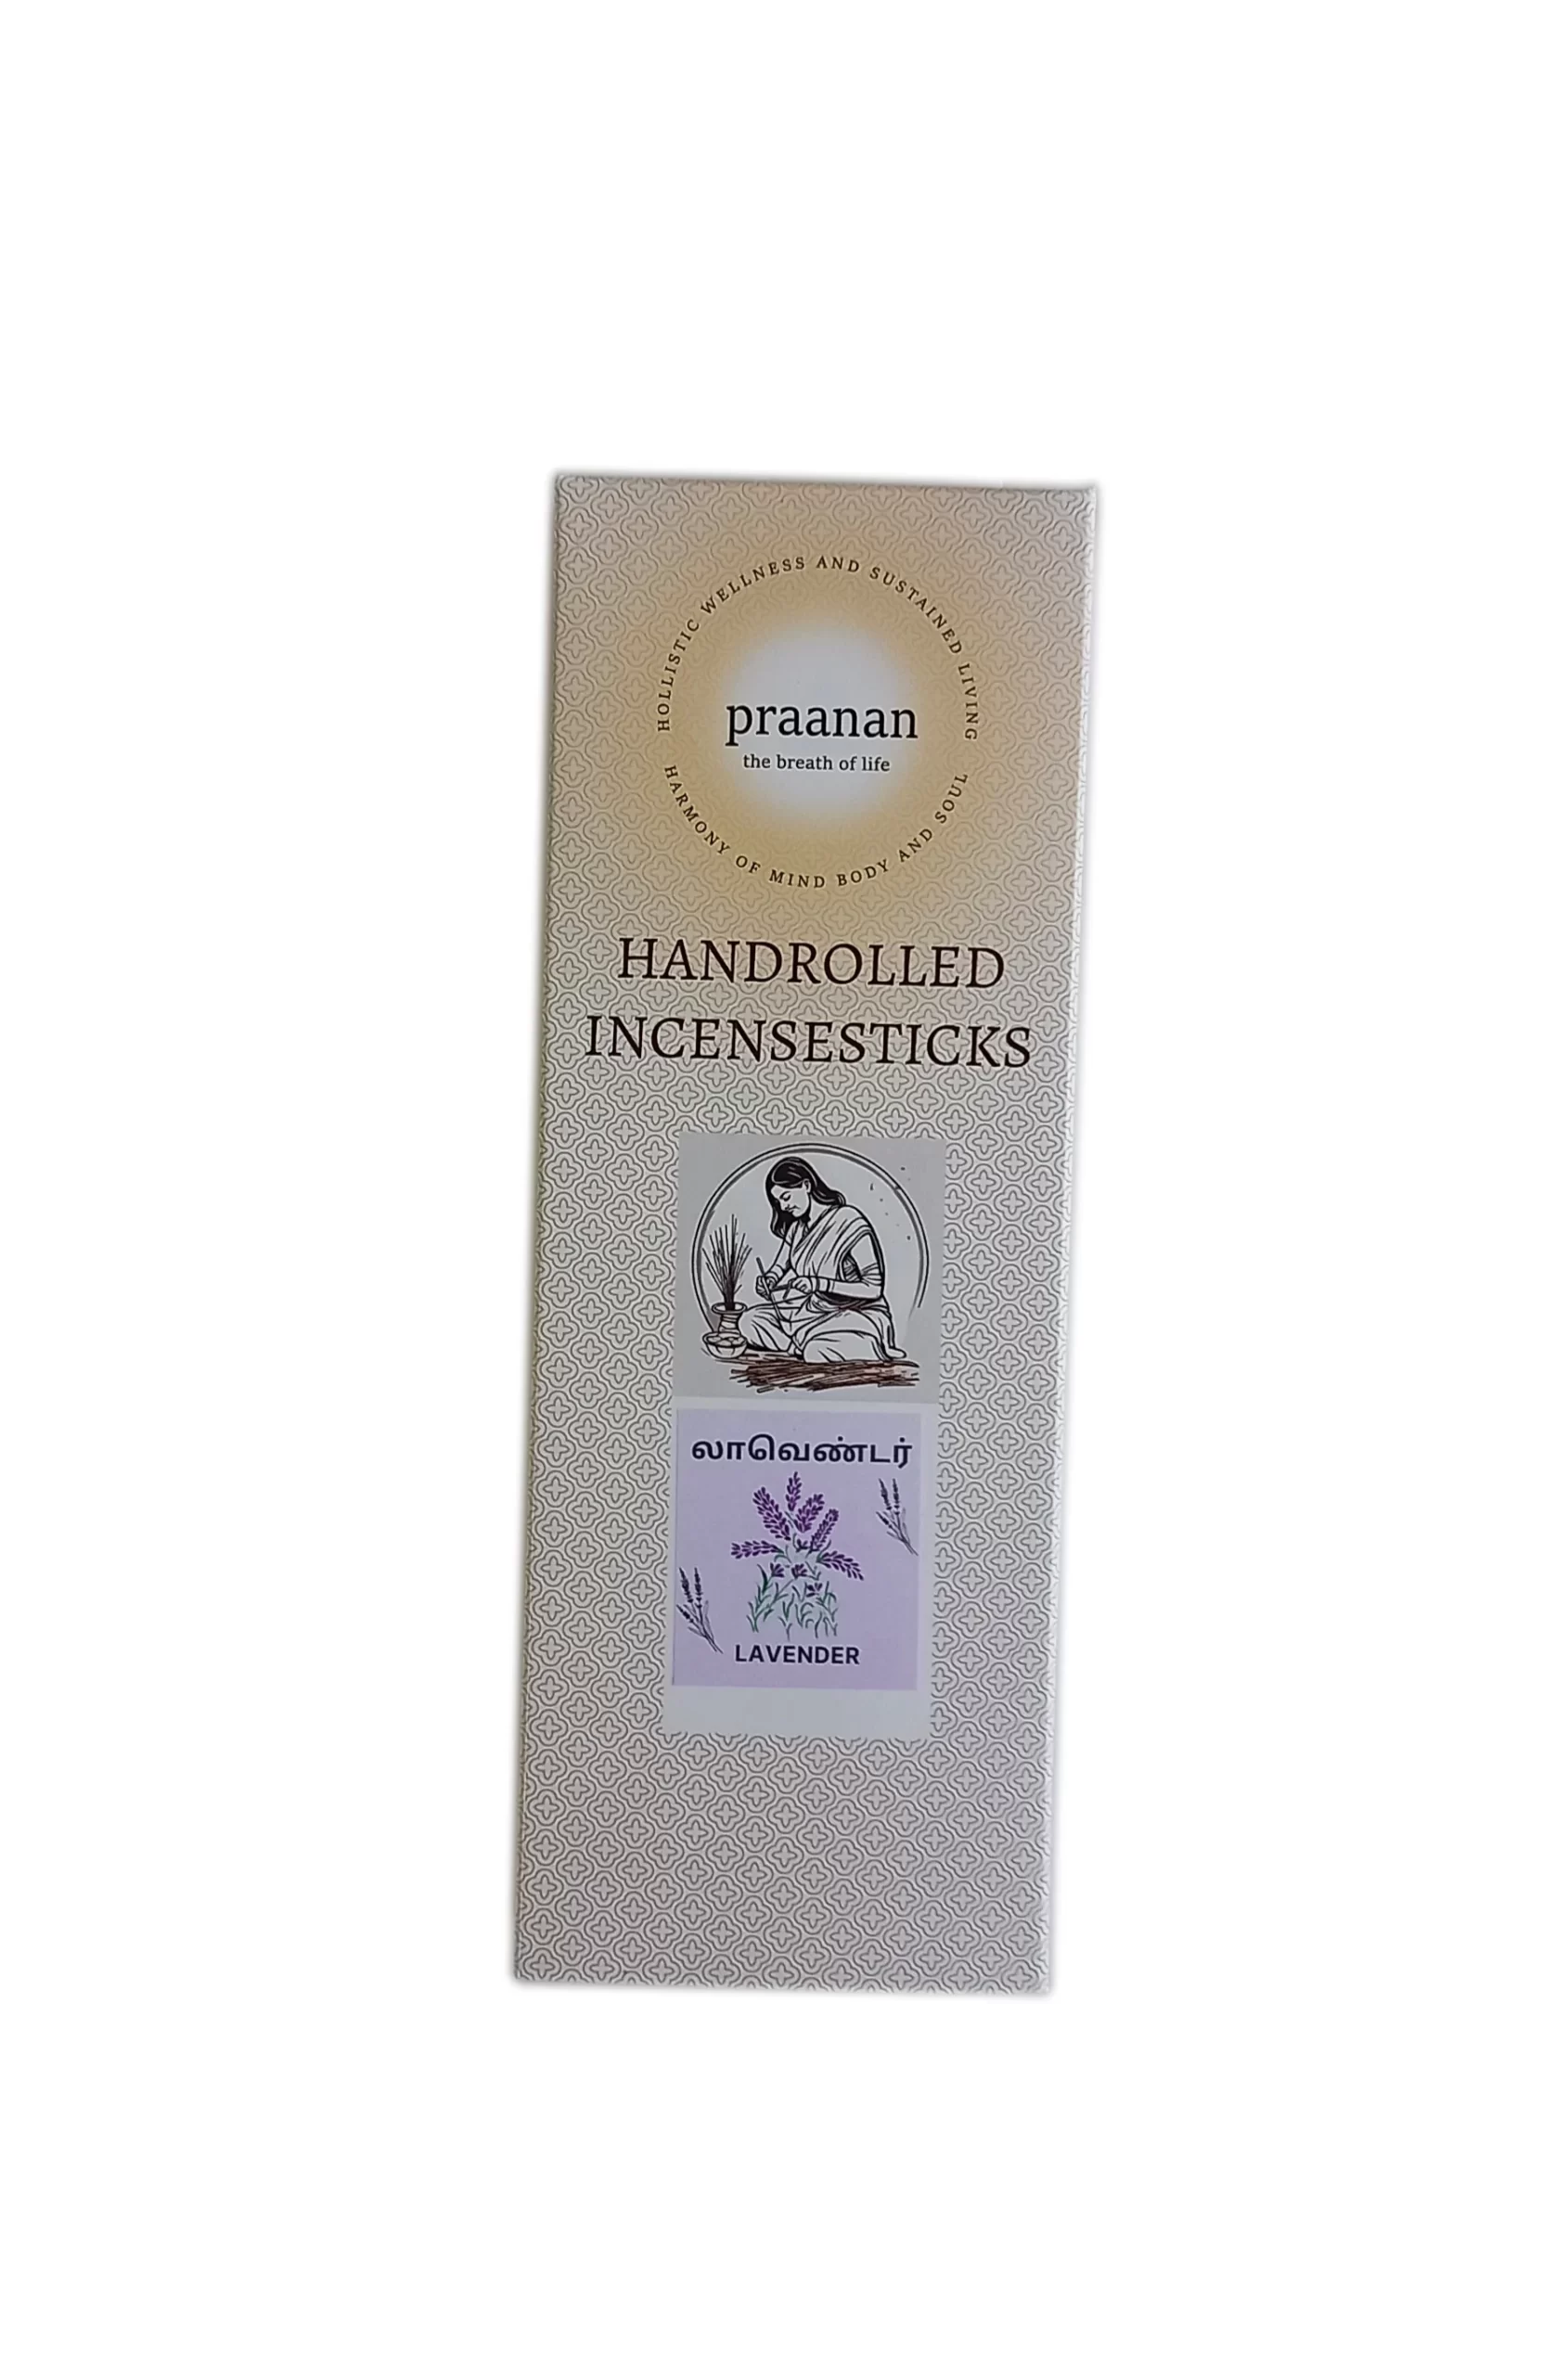 HOLLISTIC WELLNESS AND SUSTAINED LIVING
praanan
the breath of life
HARMONY OF MIND BODY AND SOUL
HANDROLLED
INCENSESTICKS
லாவெண்டர்
LAVENDER